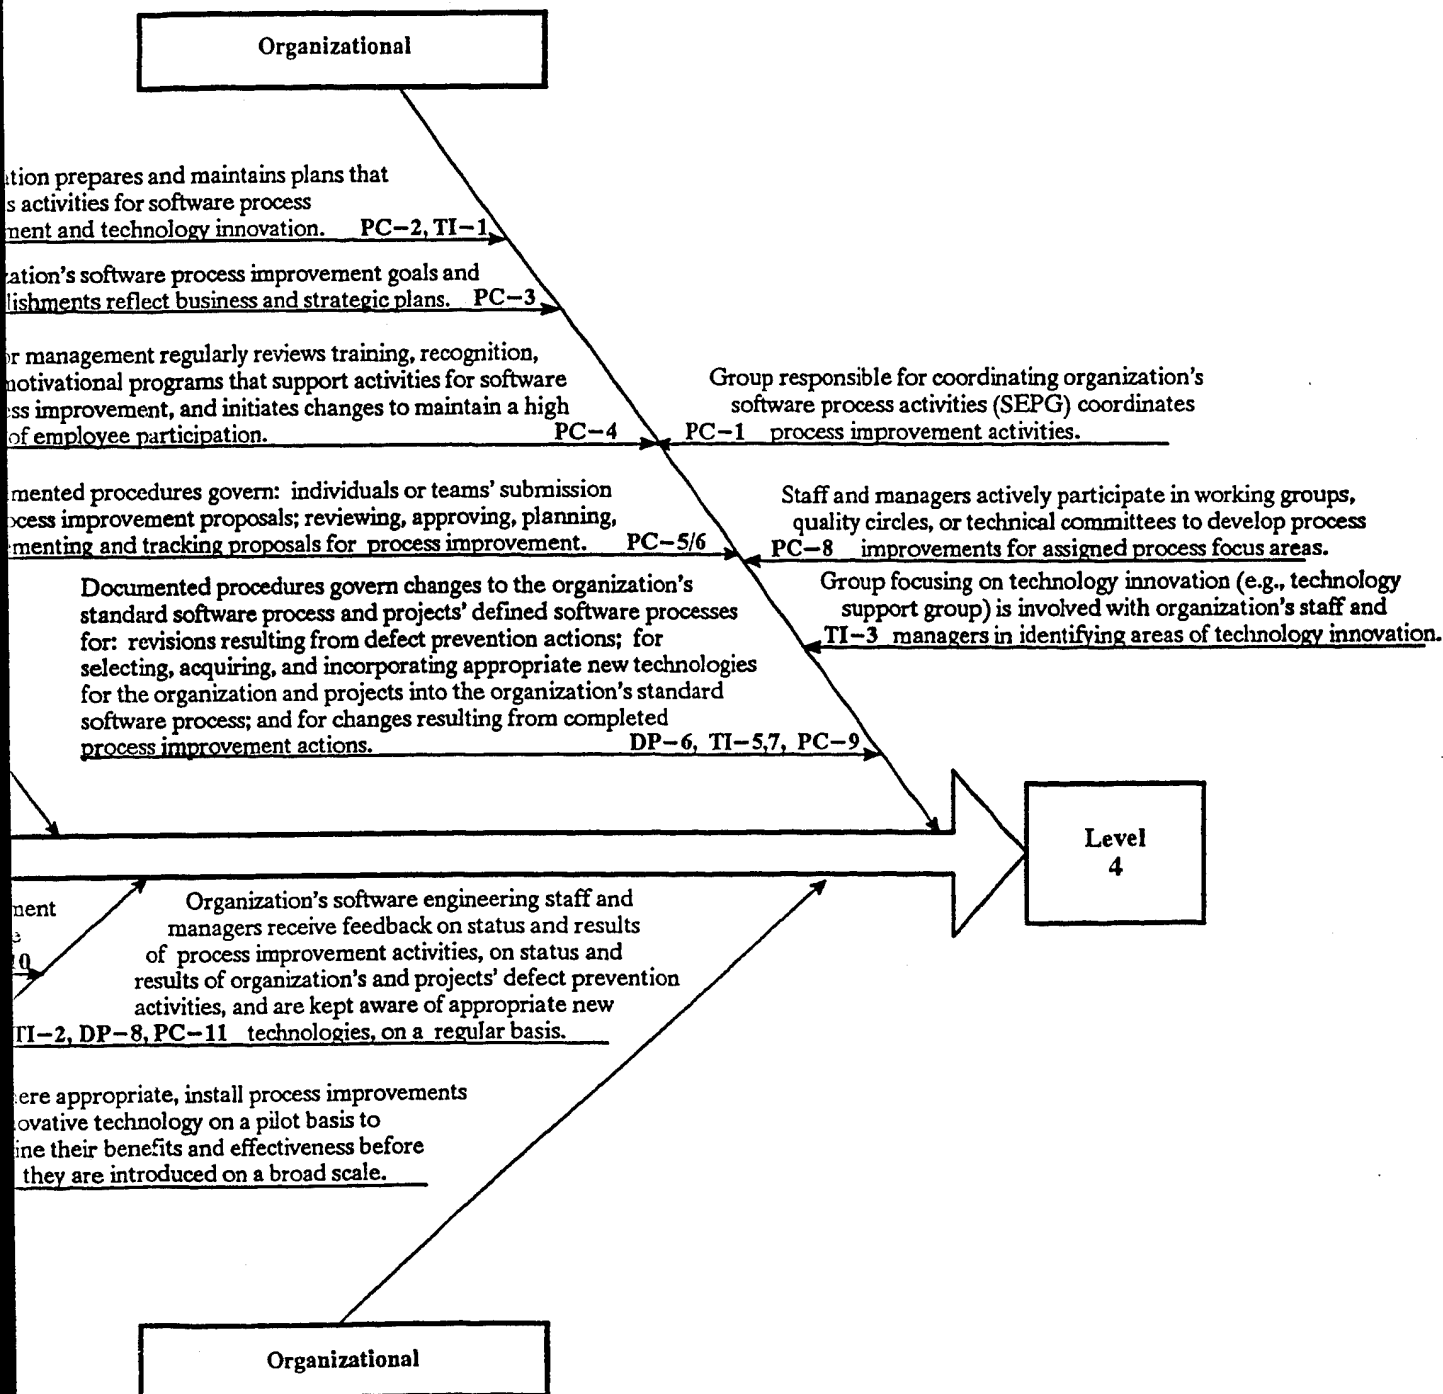 Organizational
tion prepares and maintains plans that
s activities for software process
ment and technology innovation. PC-2, TI-1
ation's software process improvement goals and
lishments reflect business and strategic plans. PC-3
or management regularly reviews training, recognition,
notivational programs that support activities for software
ss improvement, and initiates changes to maintain a high
of employee participation. PC-4
Group responsible for coordinating organization's
software process activities (SEPG) coordinates
PC-1 process improvement activities.
mented procedures govern: individuals or teams' submission
ocess improvement proposals; reviewing, approving, planning,
menting and tracking proposals for process improvement. PC-5/6
Staff and managers actively participate in working groups,
quality circles, or technical committees to develop process
PC-8 improvements for assigned process focus areas.
Documented procedures govern changes to the organization's
standard software process and projects' defined software processes
for: revisions resulting from defect prevention actions; for
selecting, acquiring, and incorporating appropriate new technologies
for the organization and projects into the organization's standard
software process; and for changes resulting from completed
process improvement actions. DP-6, TI-5,7, PC-9
Group focusing on technology innovation (e.g., technology
support group) is involved with organization's staff and
TI-3 managers in identifying areas of technology innovation.
Level
4
nent
e
10
Organization's software engineering staff and
managers receive feedback on status and results
of process improvement activities, on status and
results of organization's and projects' defect prevention
activities, and are kept aware of appropriate new
TI-2, DP-8, PC-11 technologies, on a regular basis.
ere appropriate, install process improvements
ovative technology on a pilot basis to
ine their benefits and effectiveness before
they are introduced on a broad scale.
Organizational